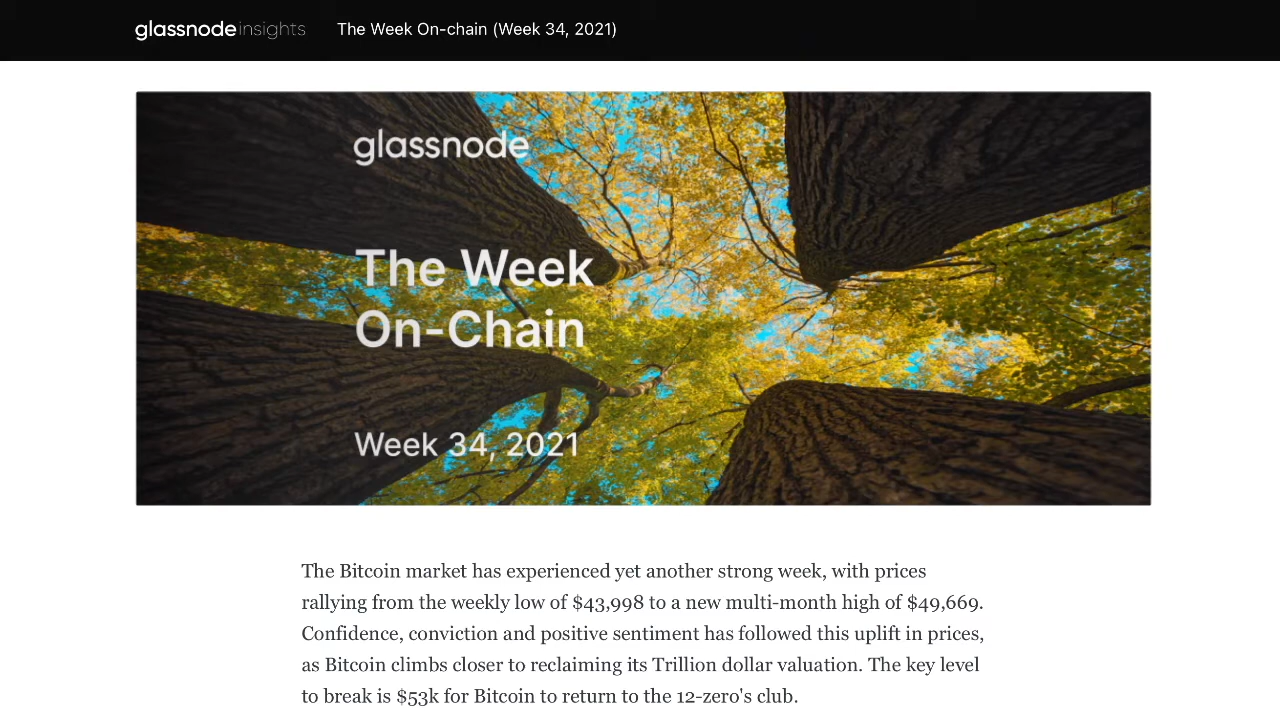 glassnode insights The Week On-chain (Week 34, 2021)
glassnode
The Week
On-Chain
Week 34, 2021
The Bitcoin market has experienced yet another strong week, with prices
rallying from the weekly low of $43,998 to a new multi-month high of $49,669.
Confidence, conviction and positive sentiment has followed this uplift in prices,
as Bitcoin climbs closer to reclaiming its Trillion dollar valuation. The key level
to break is $53k for Bitcoin to return to the 12-zero's club.